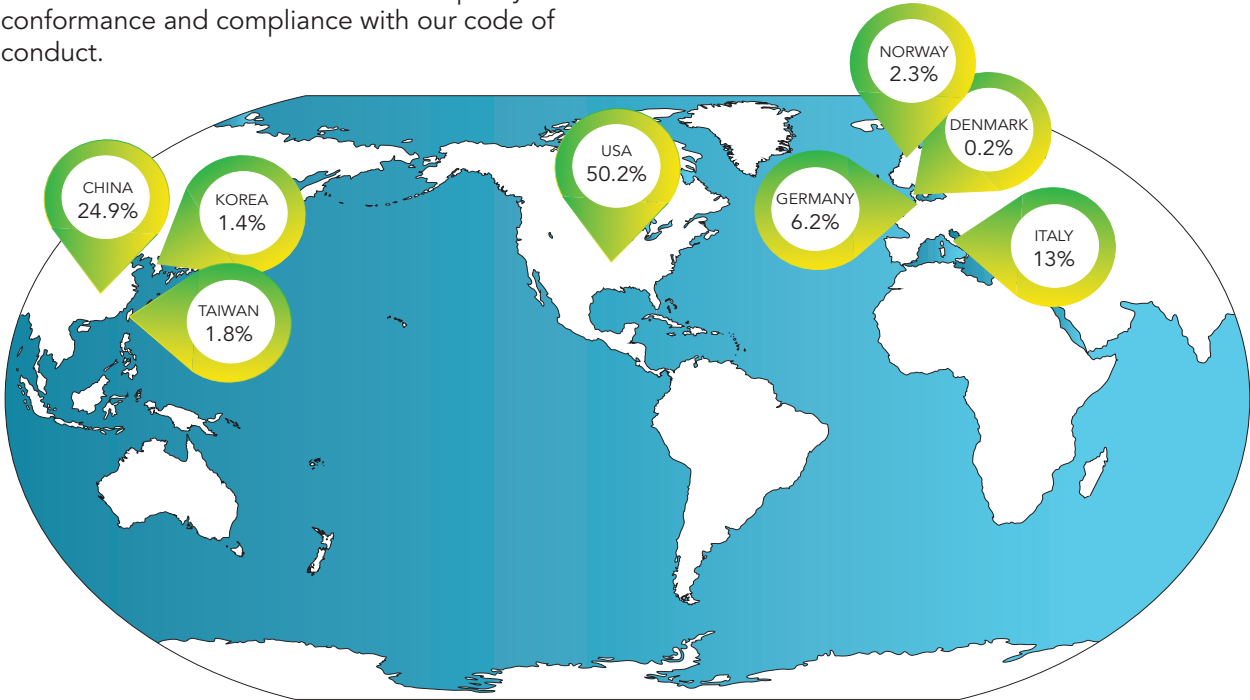 conformance and compliance with our code of
conduct.
NORWAY
2.3%
DENMARK
0.2%
USA
50.2%
CHINA
24.9%
KOREA
1.4%
GERMANY
6.2%
ITALY
13%
TAIWAN
1.8%